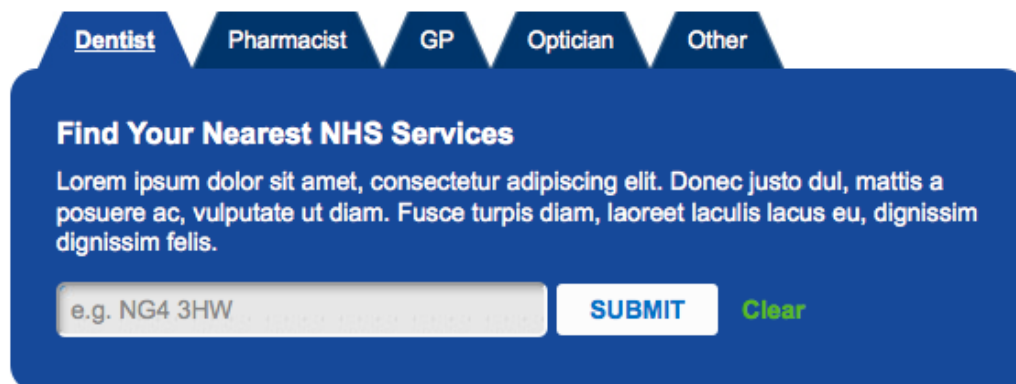 Dentist Pharmacist GP Optician Other
Find Your Nearest NHS Services
Lorem ipsum dolor sit amet, consectetur adipiscing elit. Donec justo dul, mattis a
posuere ac, vulputate ut diam. Fusce turpis diam, laoreet laculis lacus eu, dignissim
dignissim felis.
e.g. NG4 3HW SUBMIT Clear